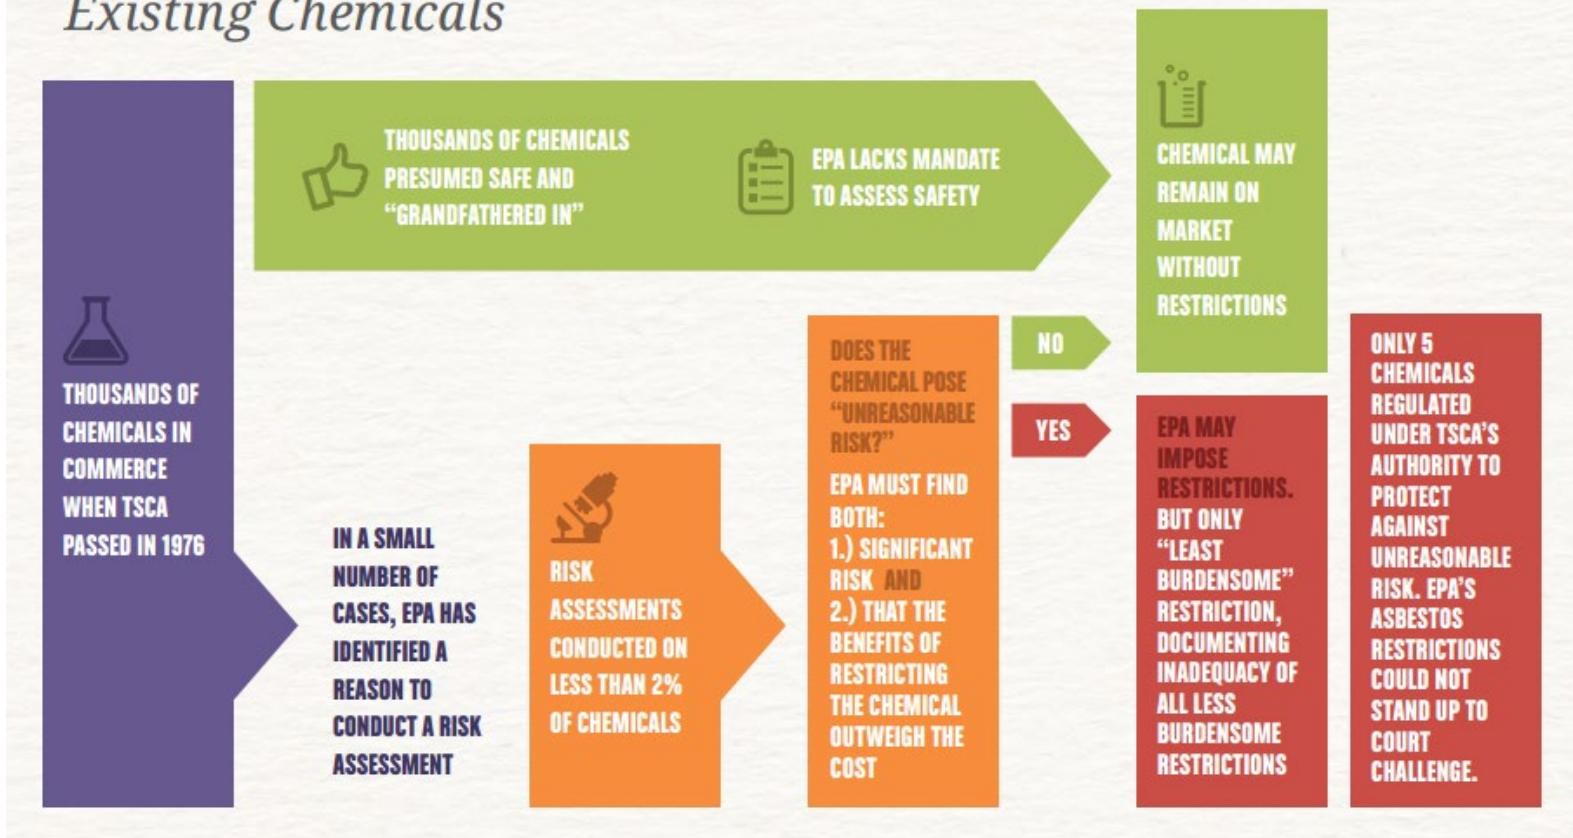 Existing Chemicals
THOUSANDS OF
CHEMICALS IN
COMMERCE
WHEN TSCA
PASSED IN 1976
THOUSANDS OF CHEMICALS
PRESUMED SAFE AND
“GRANDFATHERED IN”
EPA LACKS MANDATE
TO ASSESS SAFETY
CHEMICAL MAY
REMAIN ON
MARKET
WITHOUT
RESTRICTIONS
IN A SMALL
NUMBER OF
CASES, EPA HAS
IDENTIFIED A
REASON TO
CONDUCT A RISK
ASSESSMENT
RISK
ASSESSMENTS
CONDUCTED ON
LESS THAN 2%
OF CHEMICALS
DOES THE
CHEMICAL POSE
“UNREASONABLE
RISK?”
EPA MUST FIND
BOTH:
1.) SIGNIFICANT
RISK AND
2.) THAT THE
BENEFITS OF
RESTRICTING
THE CHEMICAL
OUTWEIGH THE
COST
NO
YES
EPA MAY
IMPOSE
RESTRICTIONS.
BUT ONLY
“LEAST
BURDENSOME”
RESTRICTION,
DOCUMENTING
INADEQUACY OF
ALL LESS
BURDENSOME
RESTRICTIONS
ONLY 5
CHEMICALS
REGULATED
UNDER TSCA’S
AUTHORITY TO
PROTECT
AGAINST
UNREASONABLE
RISK. EPA’S
ASBESTOS
RESTRICTIONS
COULD NOT
STAND UP TO
COURT
CHALLENGE.